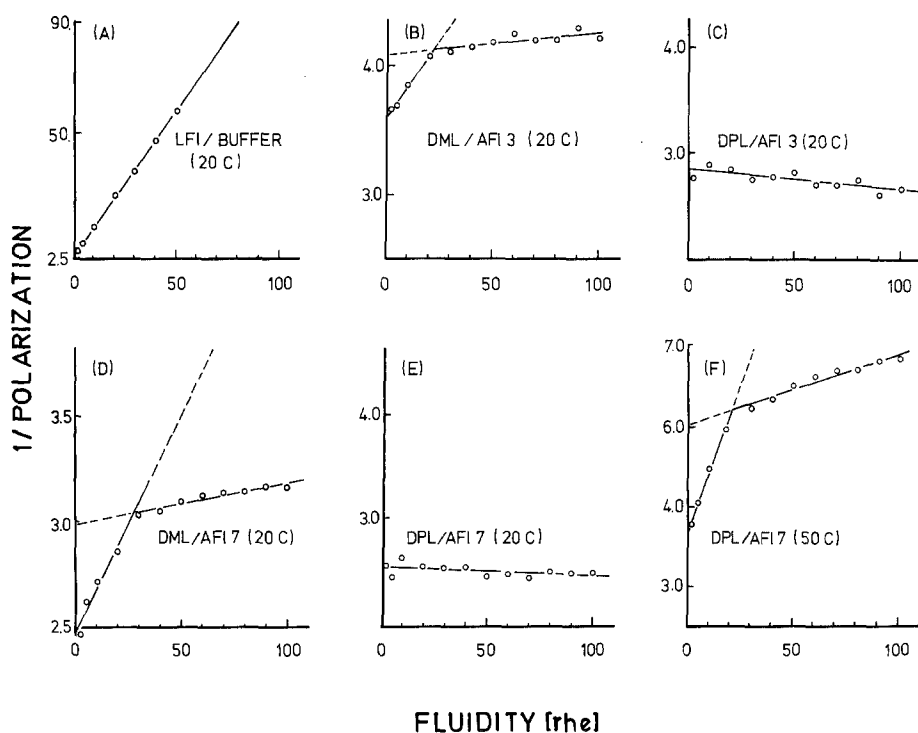 (A)
90
50
2.5
LFI / BUFFER
(20 C)
0 50 100
(B)
4.0
3.0
DML / AFI 3 (20 C)
0 50 100
(C)
4.0
3.0
DPL/AFI 3 (20 C)
0 50 100
(D)
3.5
3.0
2.5
DML/AFI 7 (20 C)
0 50 100
(E)
4.0
2.5
DPL/AFI 7 (20 C)
0 50 100
(F)
7.0
6.0
4.0
3.0
DPL/AFI 7 (50 C)
0 50 100
1/ POLARIZATION
FLUIDITY [rhe]